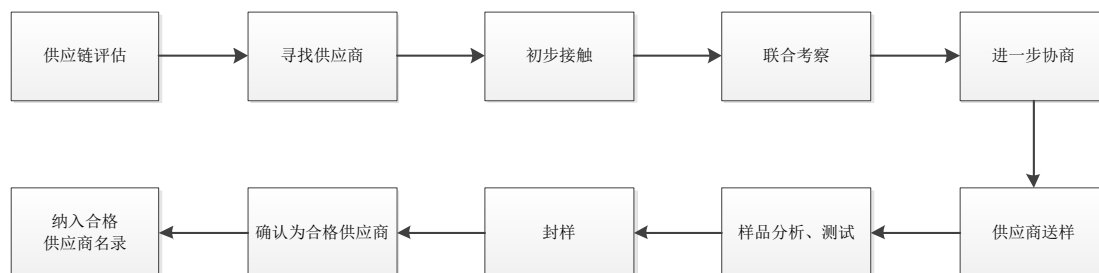 供应链评估
寻找供应商
初步接触
联合考察
进一步协商
供应商送样
样品分析、测试
封样
确认为合格供应商
纳入合格
供应商名录